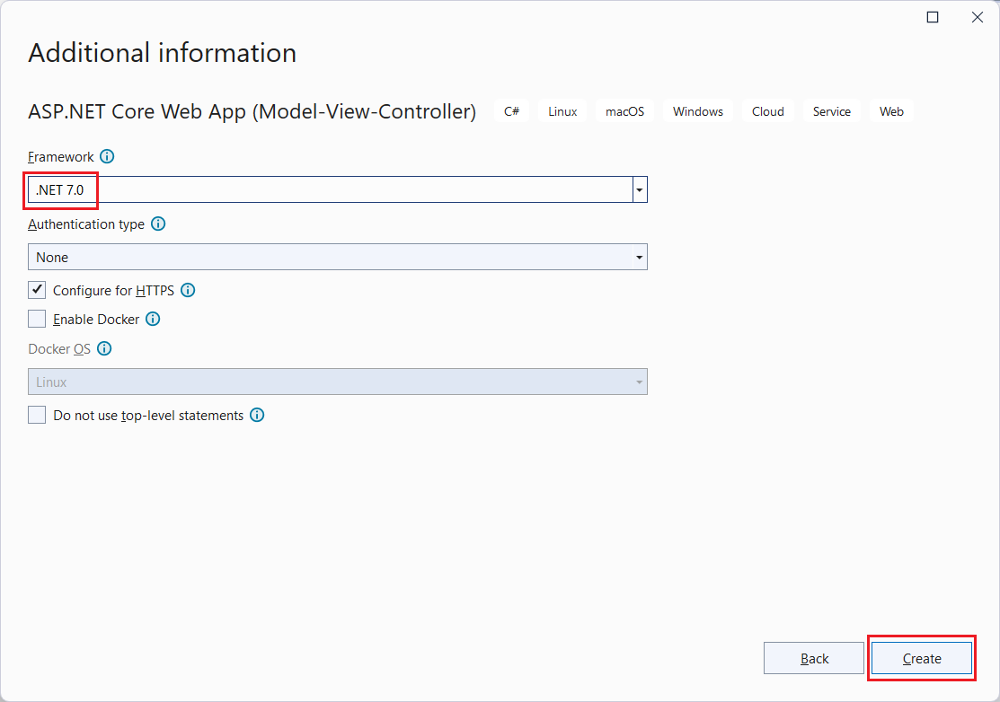 Additional information
ASP.NET Core Web App (Model-View-Controller) C# Linux macOS Windows Cloud Service Web
Framework
.NET 7.0
Authentication type
None
Configure for HTTPS
Enable Docker
Docker OS
Linux
Do not use top-level statements
Back Create